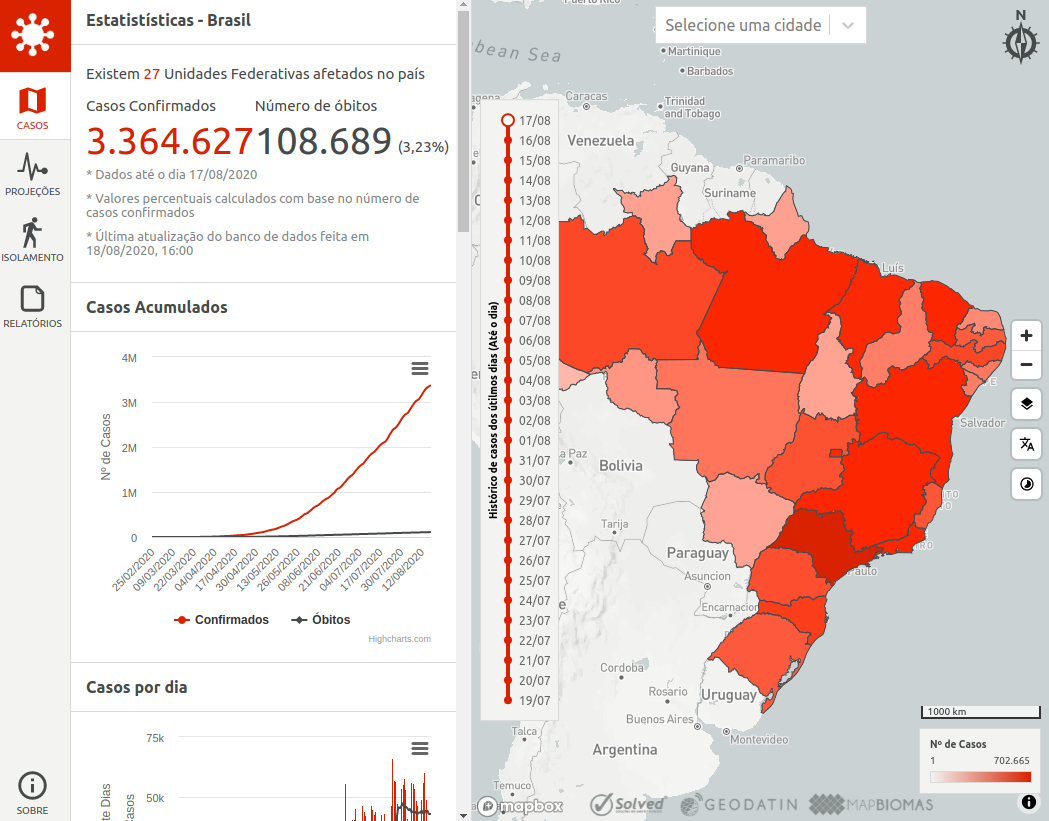 CASOS
PROJEÇÕES
ISOLAMENTO
RELATÓRIOS
SOBRE
Estatistísticas - Brasil
Existem 27 Unidades Federativas afetados no país
Casos Confirmados
Número de óbitos
3.364.627
108.689 (3,23%)
* Dados até o dia 17/08/2020
* Valores percentuais calculados com base no número de
casos confirmados
* Última atualização do banco de dados feita em
18/08/2020, 16:00
Casos Acumulados
4M
3M
2M
1M
0
Nº de Casos
25/02/2020
09/03/2020
22/03/2020
04/04/2020
17/04/2020
30/04/2020
13/05/2020
26/05/2020
08/06/2020
21/06/2020
04/07/2020
17/07/2020
30/07/2020
12/08/2020
Confirmados
Óbitos
Highcharts.com
Casos por dia
75k
50k
te Dias
Casos
Selecione uma cidade
N
bean Sea
Martinique
Barbados
Caracas
Trinidad
and Tobago
Venezuela
Guyana
Paramaribo
Suriname
Luís
Salvador
a Paz
Bolivia
Tarija
Paraguay
Asuncion
Encarnacion
Paulo
Cordoba
Rosario
Uruguay
Buenos Aires
Montevideo
Talca
Argentina
Temuco
Histórico de casos dos útilmos dias (Até o dia)
17/08
16/08
15/08
14/08
13/08
12/08
11/08
10/08
09/08
08/08
07/08
06/08
05/08
04/08
03/08
02/08
01/08
31/07
30/07
29/07
28/07
27/07
26/07
25/07
24/07
23/07
22/07
21/07
20/07
19/07
1000 km
Nº de Casos
1
702.665
mapbox
Solved
GEODATIN
MAPBIOMAS